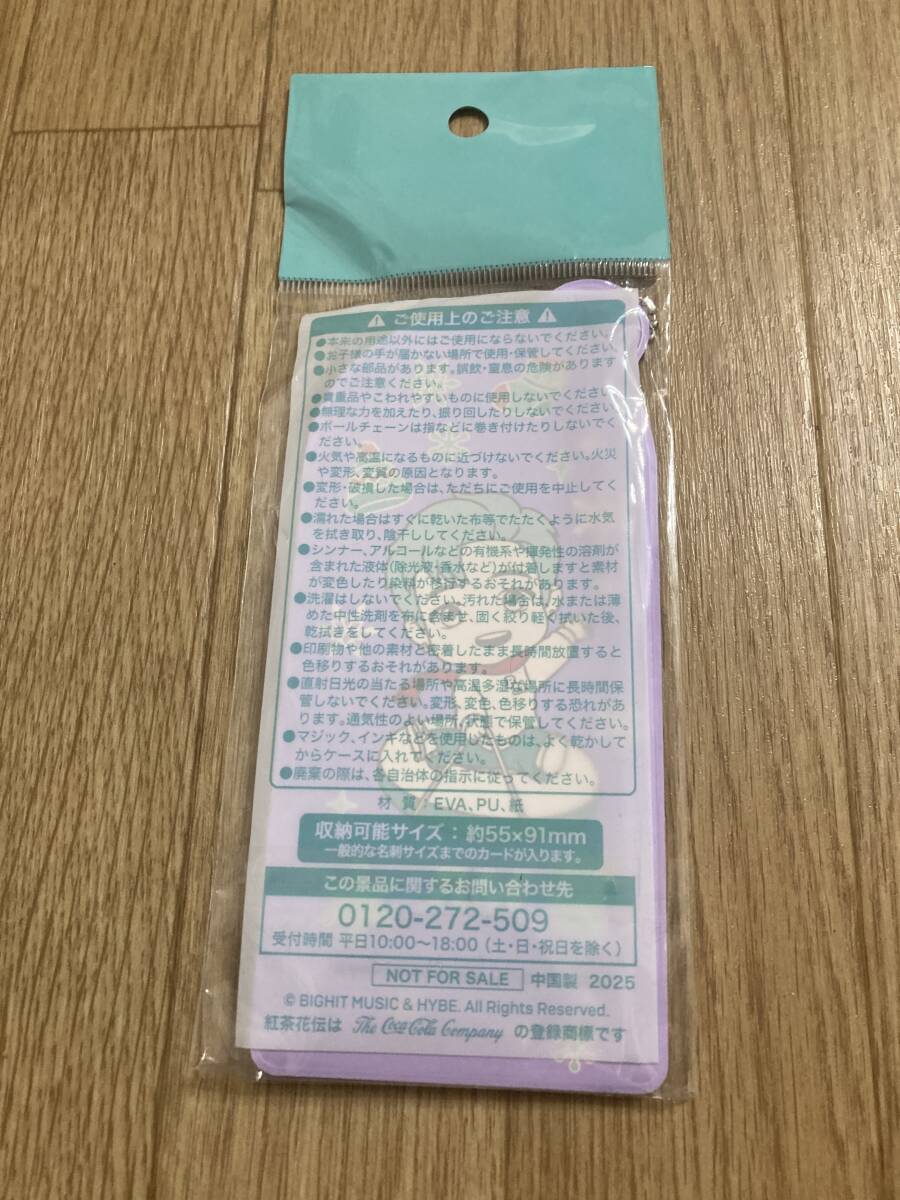 ⚠ ご使用上のご注意 ⚠
●本来の用途以外にはご使用にならないでください。
●お子様の手が届かない場所で使用・保管してください。
●小さな部品があります。誤飲・窒息の危険があります
のでご注意ください。
●貴重品やこわれやすいものに使用しないでください。
●無理な力を加えたり、振り回したりしないでください。
●ボールチェーンは指などに巻き付けたりしないでく
ださい。
●火気や高温になるものに近づけないでください。火災
や変形、変質の原因となります。
●変形・破損した場合は、ただちにご使用を中止してく
ださい。
●濡れた場合はすぐに乾いた布等でたたくように水気
を拭き取り、陰干ししてください。
●シンナー、アルコールなどの有機系や揮発性の溶剤が
含まれた液体(除光液・香水など)が付着しますと素材
が変色したり染料が移行するおそれがあります。
●洗濯はしないでください。汚れた場合は、水または薄
めた中性洗剤を布に含ませ、固く絞り軽く拭いた後、
乾拭きをしてください。
●印刷物や他の素材と密着したまま長時間放置すると
色移りするおそれがあります。
●直射日光の当たる場所や高温多湿な場所に長時間保
管しないでください。変形、変色、色移りする恐れがあ
ります。通気性のよい場所、状態で保管してください。
●マジック、インキなどを使用したものは、よく乾かして
からケースに入れてください。
●廃棄の際は、各自治体の指示に従ってください。
材 質：EVA、PU、紙
収納可能サイズ：約55×91mm
一般的な名刺サイズまでのカードが入ります。
この景品に関するお問い合わせ先
0120-272-509
受付時間 平日10:00～18:00（土・日・祝日を除く）
NOT FOR SALE 中国製 2025
© BIGHIT MUSIC & HYBE. All Rights Reserved.
紅茶花伝は The Coca-Cola Company の登録商標です